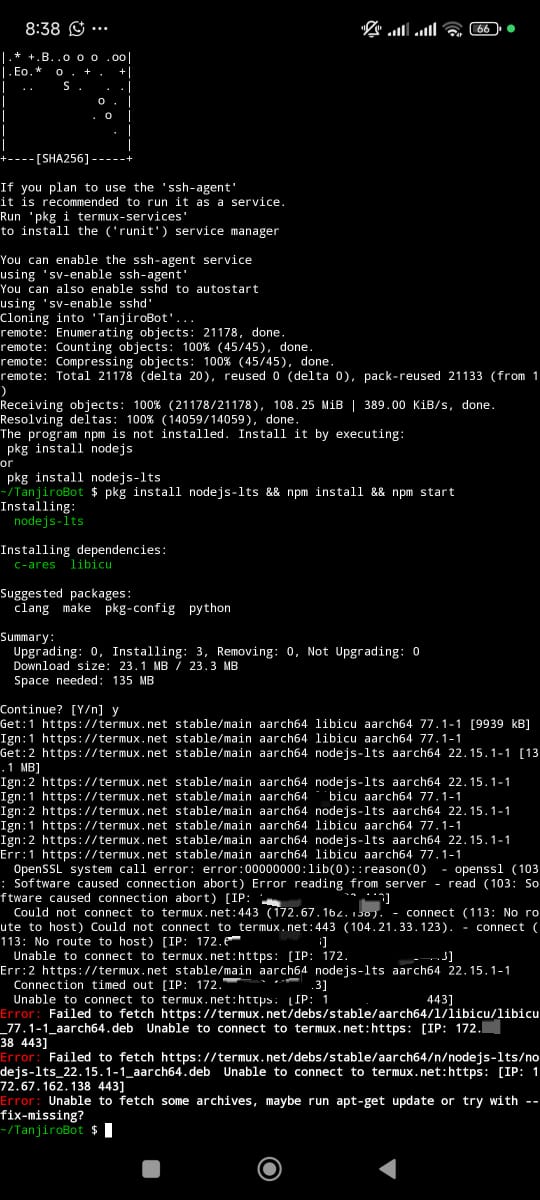 8:38
66
|.* +.B..o o o .oo|
|.Eo.*  o . + .  +|
|  ..    S .   . .|
|             o . |
|            . o  |
|               . |
|                 |
+----[SHA256]-----+
If you plan to use the 'ssh-agent'
it is recommended to run it as a service.
Run 'pkg i termux-services'
to install the ('runit') service manager
You can enable the ssh-agent service
using 'sv-enable ssh-agent'
You can also enable sshd to autostart
using 'sv-enable sshd'
Cloning into 'TanjiroBot'...
remote: Enumerating objects: 21178, done.
remote: Counting objects: 100% (45/45), done.
remote: Compressing objects: 100% (45/45), done.
remote: Total 21178 (delta 20), reused 0 (delta 0), pack-reused 21133 (from 1
)
Receiving objects: 100% (21178/21178), 108.25 MiB | 389.00 KiB/s, done.
Resolving deltas: 100% (14059/14059), done.
The program npm is not installed. Install it by executing:
 pkg install nodejs
or
 pkg install nodejs-lts
~/TanjiroBot $ pkg install nodejs-lts && npm install && npm start
Installing:
  nodejs-lts
Installing dependencies:
  c-ares  libicu
Suggested packages:
  clang  make  pkg-config  python
Summary:
  Upgrading: 0, Installing: 3, Removing: 0, Not Upgrading: 0
  Download size: 23.1 MB / 23.3 MB
  Space needed: 135 MB
Continue? [Y/n] y
Get:1 https://termux.net stable/main aarch64 libicu aarch64 77.1-1 [9939 kB]
Ign:1 https://termux.net stable/main aarch64 libicu aarch64 77.1-1
Get:2 https://termux.net stable/main aarch64 nodejs-lts aarch64 22.15.1-1 [13
.1 MB]
Ign:2 https://termux.net stable/main aarch64 nodejs-lts aarch64 22.15.1-1
Ign:1 https://termux.net stable/main aarch64 bicu aarch64 77.1-1
Ign:2 https://termux.net stable/main aarch64 nodejs-lts aarch64 22.15.1-1
Ign:1 https://termux.net stable/main aarch64 libicu aarch64 77.1-1
Ign:2 https://termux.net stable/main aarch64 nodejs-lts aarch64 22.15.1-1
Err:1 https://termux.net stable/main aarch64 libicu aarch64 77.1-1
  OpenSSL system call error: error:00000000:lib(0)::reason(0)  - openssl (103
: Software caused connection abort) Error reading from server - read (103: So
ftware caused connection abort) [IP:
  Could not connect to termux.net:443 (172.67.162.138). - connect (113: No ro
ute to host) Could not connect to termux.net:443 (104.21.33.123). - connect (
113: No route to host) [IP: 172.6 ]
  Unable to connect to termux.net:https: [IP: 172.
Err:2 https://termux.net stable/main aarch64 nodejs-lts aarch64 22.15.1-1
  Connection timed out [IP: 172. .3]
  Unable to connect to termux.net:https: [IP: 1 443]
Error: Failed to fetch https://termux.net/debs/stable/aarch64/l/libicu/libicu
_77.1-1_aarch64.deb  Unable to connect to termux.net:https: [IP: 172.
38 443]
Error: Failed to fetch https://termux.net/debs/stable/aarch64/n/nodejs-lts/no
dejs-lts_22.15.1-1_aarch64.deb  Unable to connect to termux.net:https: [IP: 1
72.67.162.138 443]
Error: Unable to fetch some archives, maybe run apt-get update or try with --
fix-missing?
~/TanjiroBot $